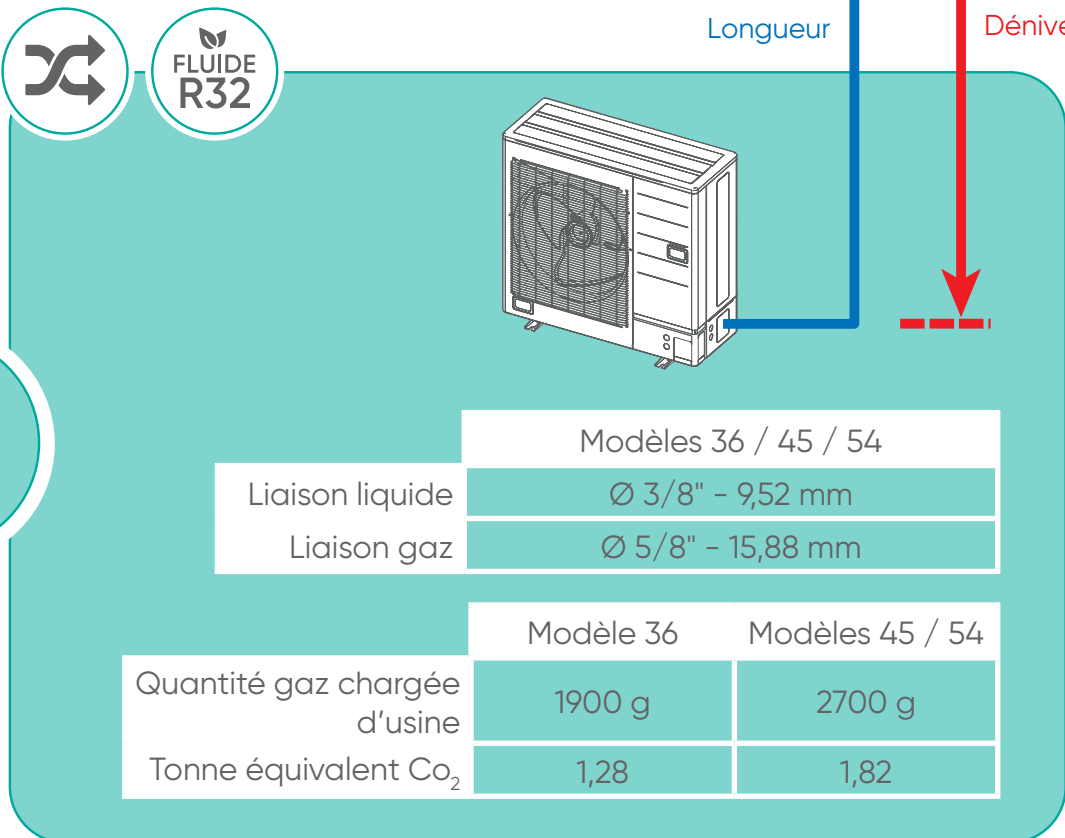 Longueur
Dénive
FLUIDE
R32
Modèles 36 / 45 / 54
Liaison liquide Ø 3/8" - 9,52 mm
Liaison gaz Ø 5/8" - 15,88 mm
Modèle 36 Modèles 45 / 54
Quantité gaz chargée
d'usine 1900 g 2700 g
Tonne équivalent Co₂ 1,28 1,82